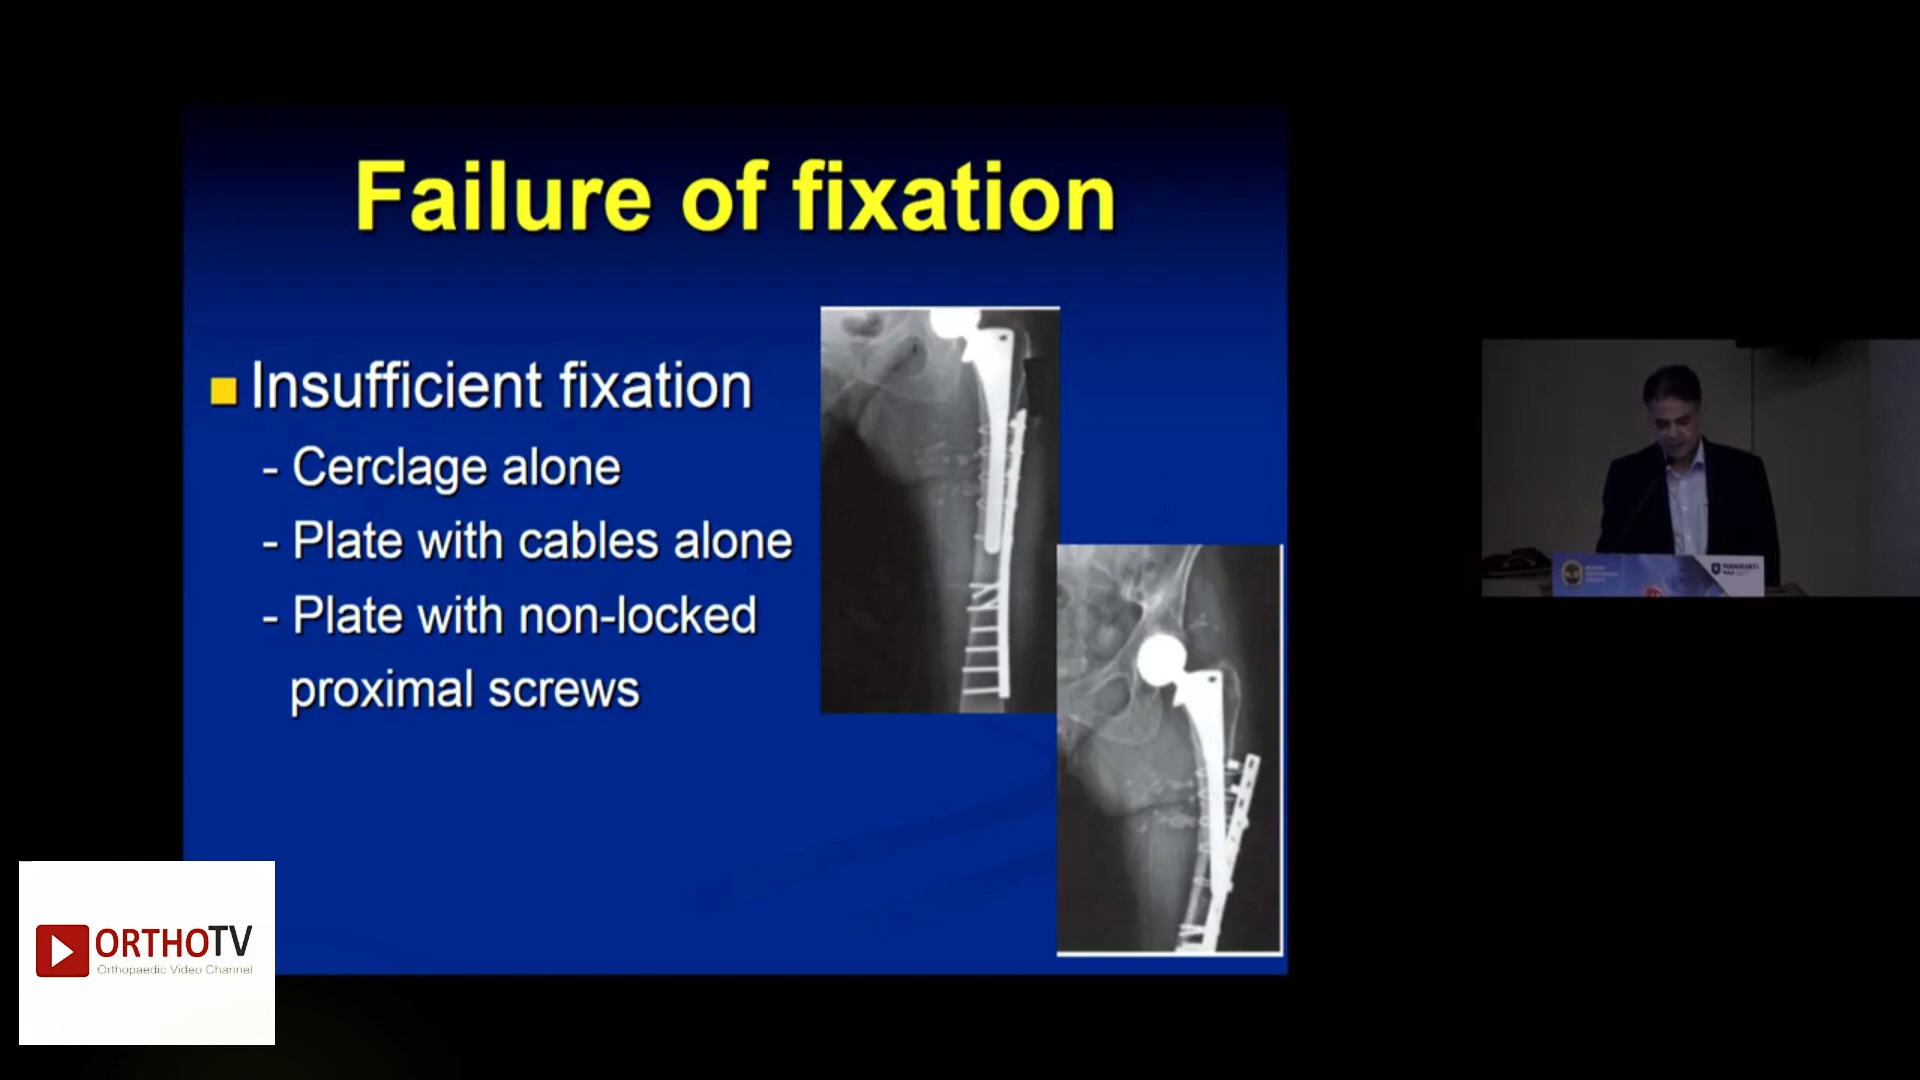 Failure of fixation
Insufficient fixation
- Cerclage alone
- Plate with cables alone
- Plate with non-locked
proximal screws
ORTHOTV
Orthopaedic Video Channel
NANAVATI